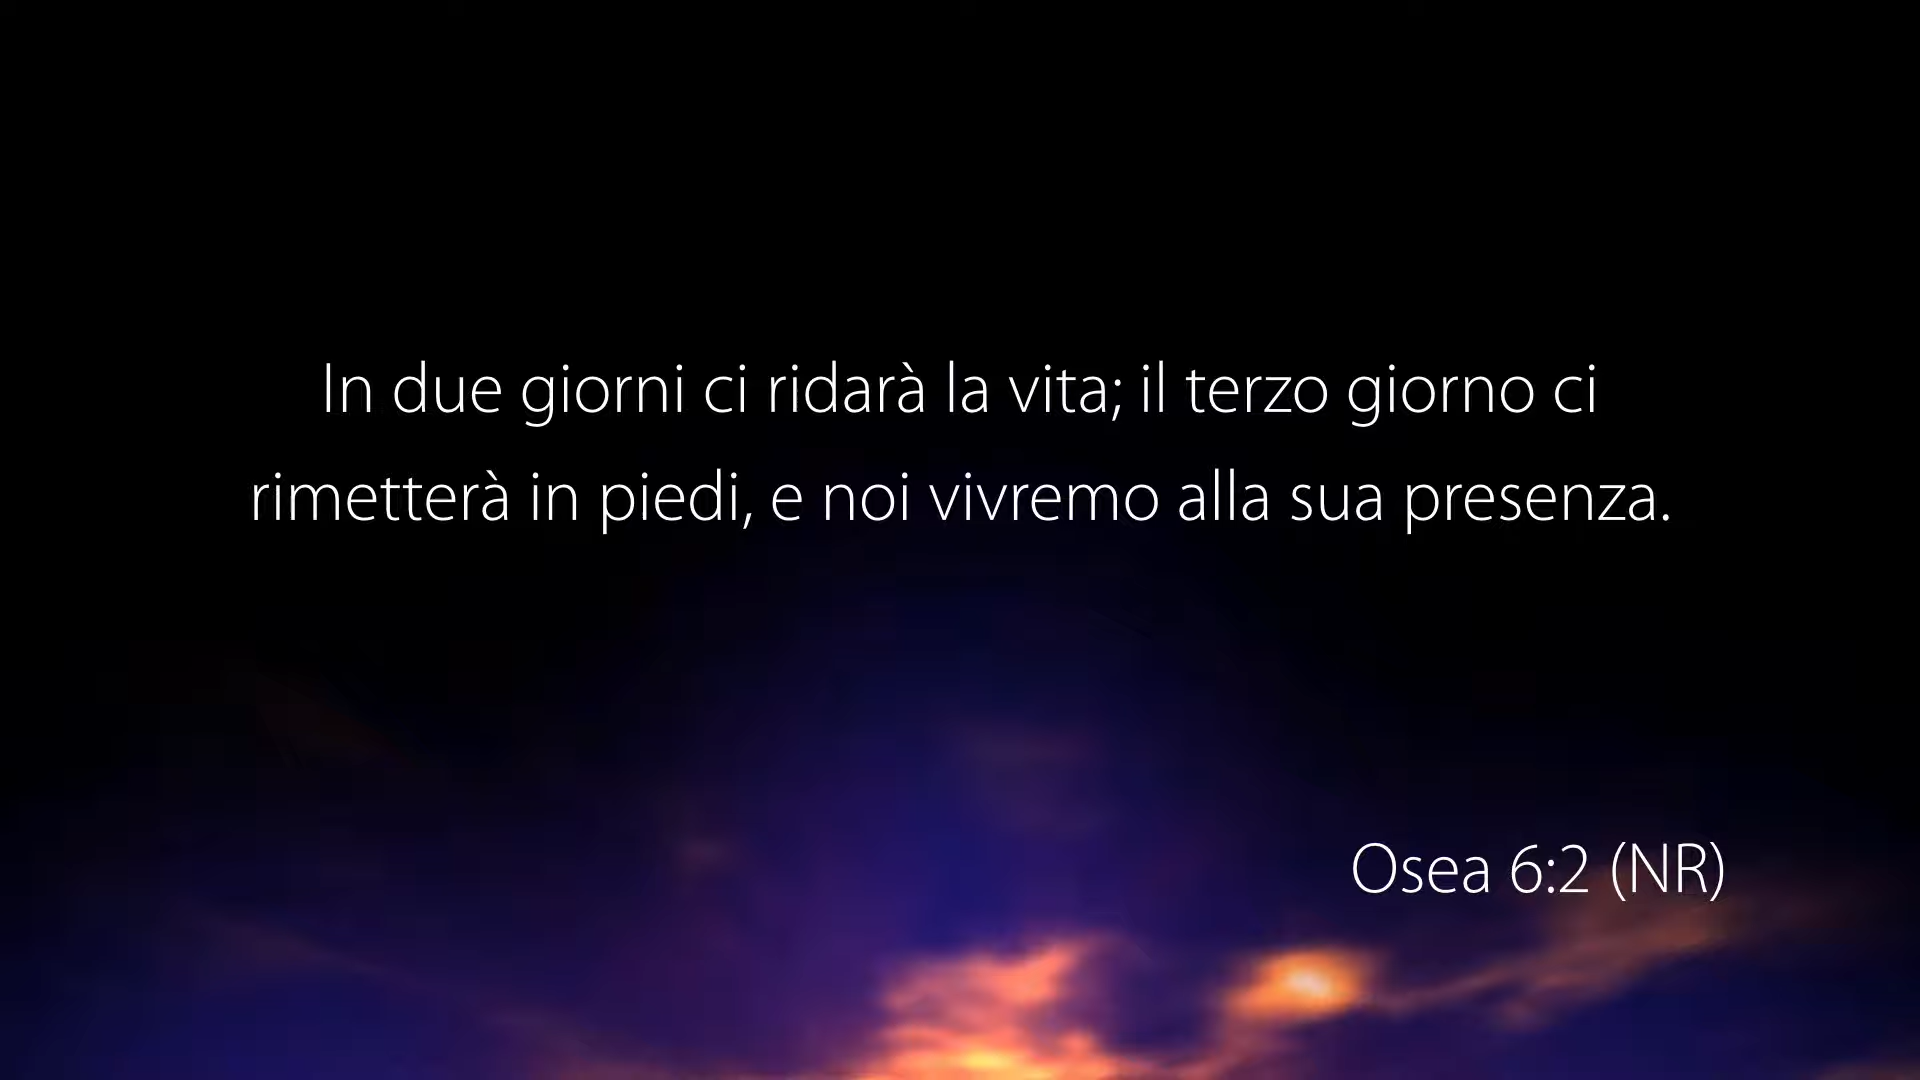 In due giorni ci ridarà la vita; il terzo giorno ci
rimetterà in piedi, e noi vivremo alla sua presenza.
Osea 6:2 (NR)